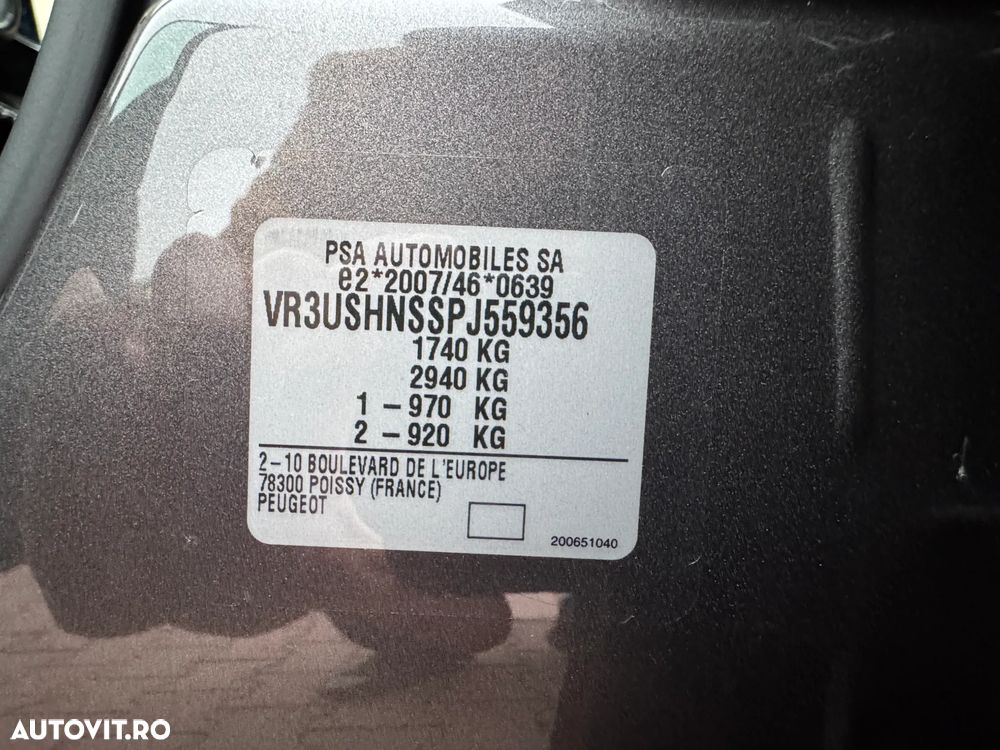 PSA AUTOMOBILES SA
e2*2007/46*0639
VR3USHNSSPJ559356
1740 KG
2940 KG
1 – 970 KG
2 – 920 KG
2–10 BOULEVARD DE L'EUROPE
78300 POISSY (FRANCE)
PEUGEOT
200651040
AUTOVIT.RO